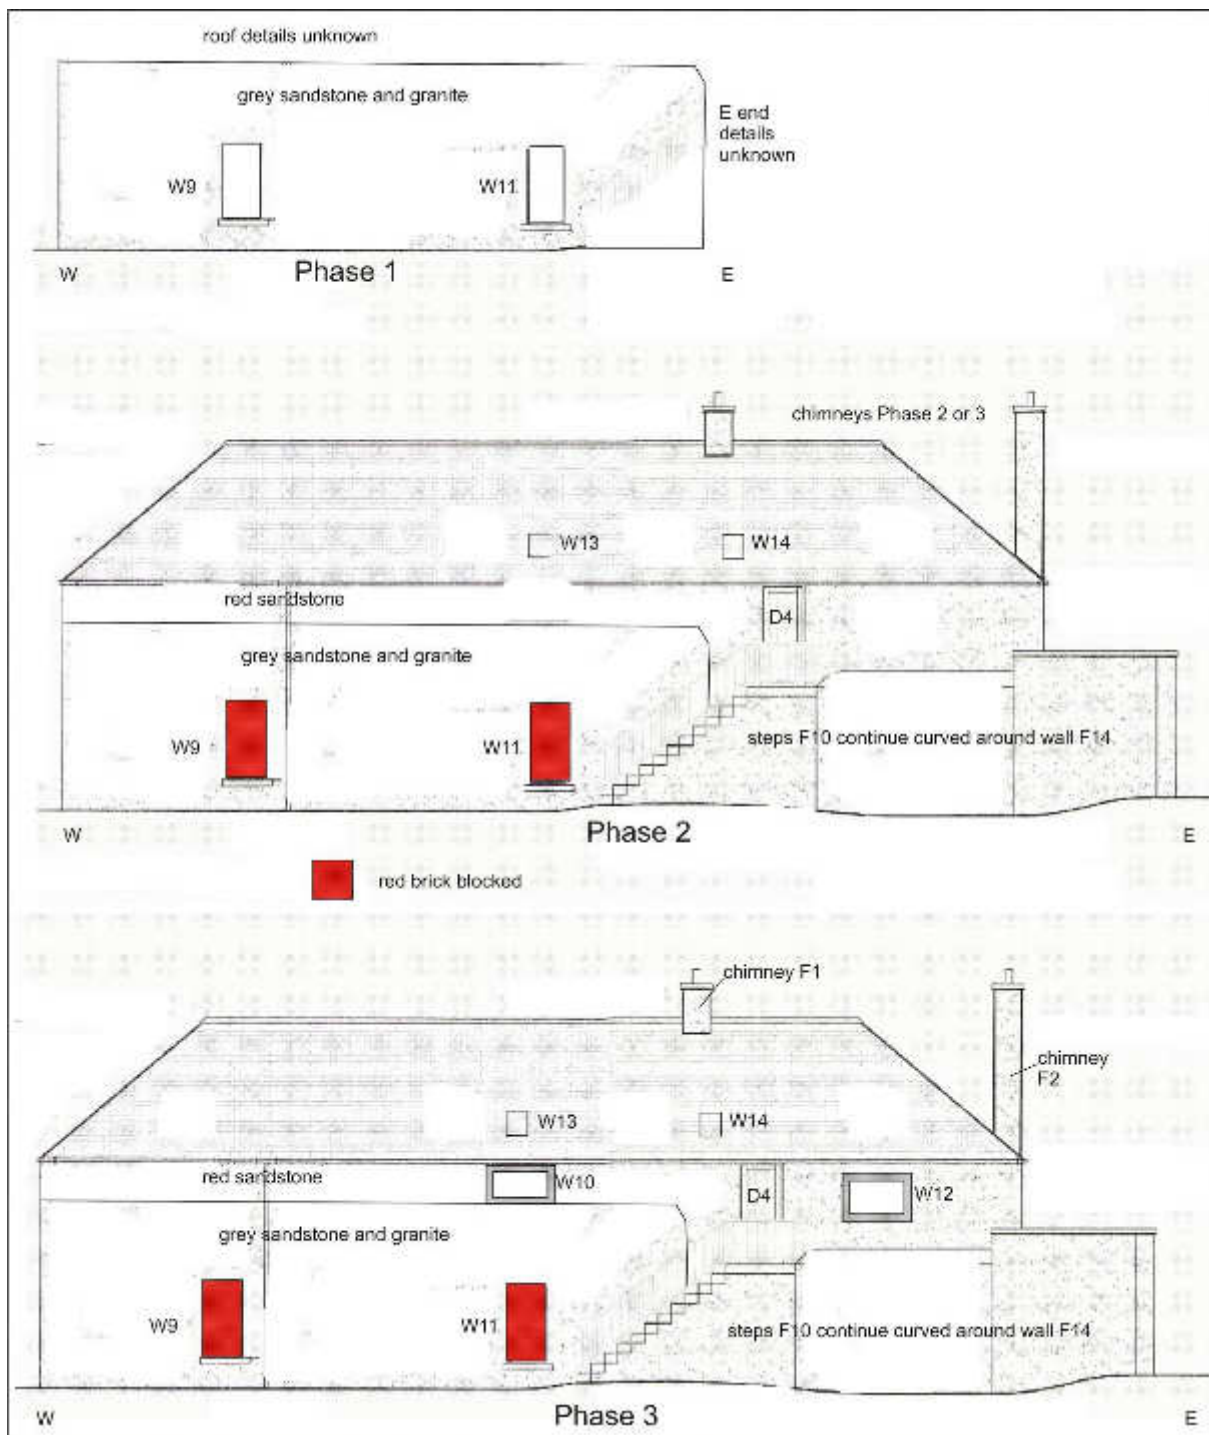 roof details unknown
grey sandstone and granite
E end
details
unknown
W9
W11
W
Phase 1
E
chimneys Phase 2 or 3
W13
W14
red sandstone
D4
grey sandstone and granite
W9
W11
steps F10 continue curved around wall F14
W
Phase 2
E
red brick blocked
chimney F1
chimney
F2
W13
W14
red sandstone
W10
D4
W12
grey sandstone and granite
W9
W11
steps F10 continue curved around wall F14
W
Phase 3
E